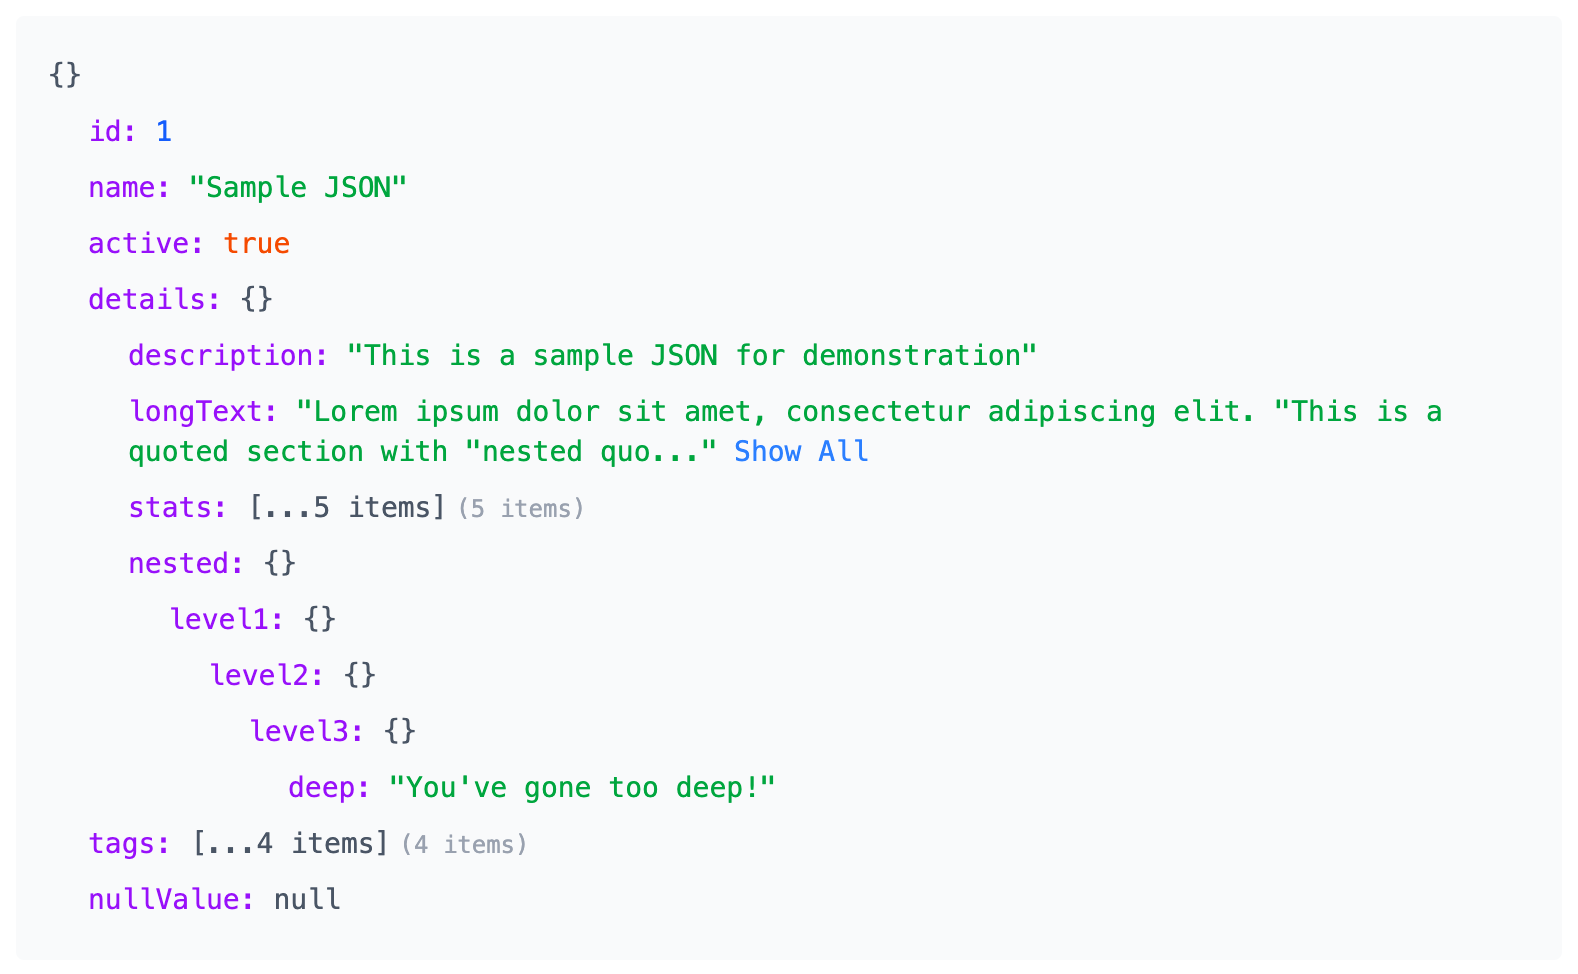 {}
id: 1
name: "Sample JSON"
active: true
details: {}
description: "This is a sample JSON for demonstration"
longText: "Lorem ipsum dolor sit amet, consectetur adipiscing elit. "This is a
quoted section with "nested quo..." Show All
stats: [...5 items] (5 items)
nested: {}
level1: {}
level2: {}
level3: {}
deep: "You've gone too deep!"
tags: [...4 items] (4 items)
nullValue: null